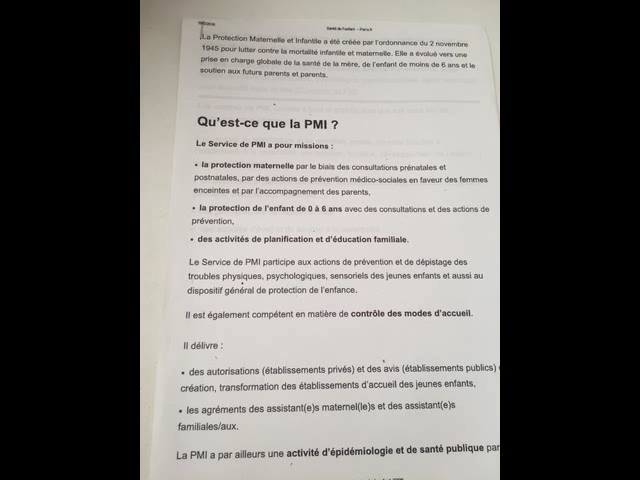 Santé de l'enfant – Paris.fr
La Protection Maternelle et Infantile a été créée par l'ordonnance du 2 novembre
1945 pour lutter contre la mortalité infantile et maternelle. Elle a évolué vers une
prise en charge globale de la santé de la mère, de l'enfant de moins de 6 ans et le
soutien aux futurs parents et parents.
Qu'est-ce que la PMI ?
Le Service de PMI a pour missions :
• la protection maternelle par le biais des consultations prénatales et
postnatales, par des actions de prévention médico-sociales en faveur des femmes
enceintes et par l'accompagnement des parents,
• la protection de l'enfant de 0 à 6 ans avec des consultations et des actions de
prévention,
• des activités de planification et d'éducation familiale.
Le Service de PMI participe aux actions de prévention et de dépistage des
troubles physiques, psychologiques, sensoriels des jeunes enfants et aussi au
dispositif général de protection de l'enfance.
Il est également compétent en matière de contrôle des modes d'accueil.
Il délivre :
• des autorisations (établissements privés) et des avis (établissements publics)
création, transformation des établissements d'accueil des jeunes enfants,
• les agréments des assistant(e)s maternel(le)s et des assistant(e)s
familiales/aux.
La PMI a par ailleurs une activité d'épidémiologie et de santé publique par